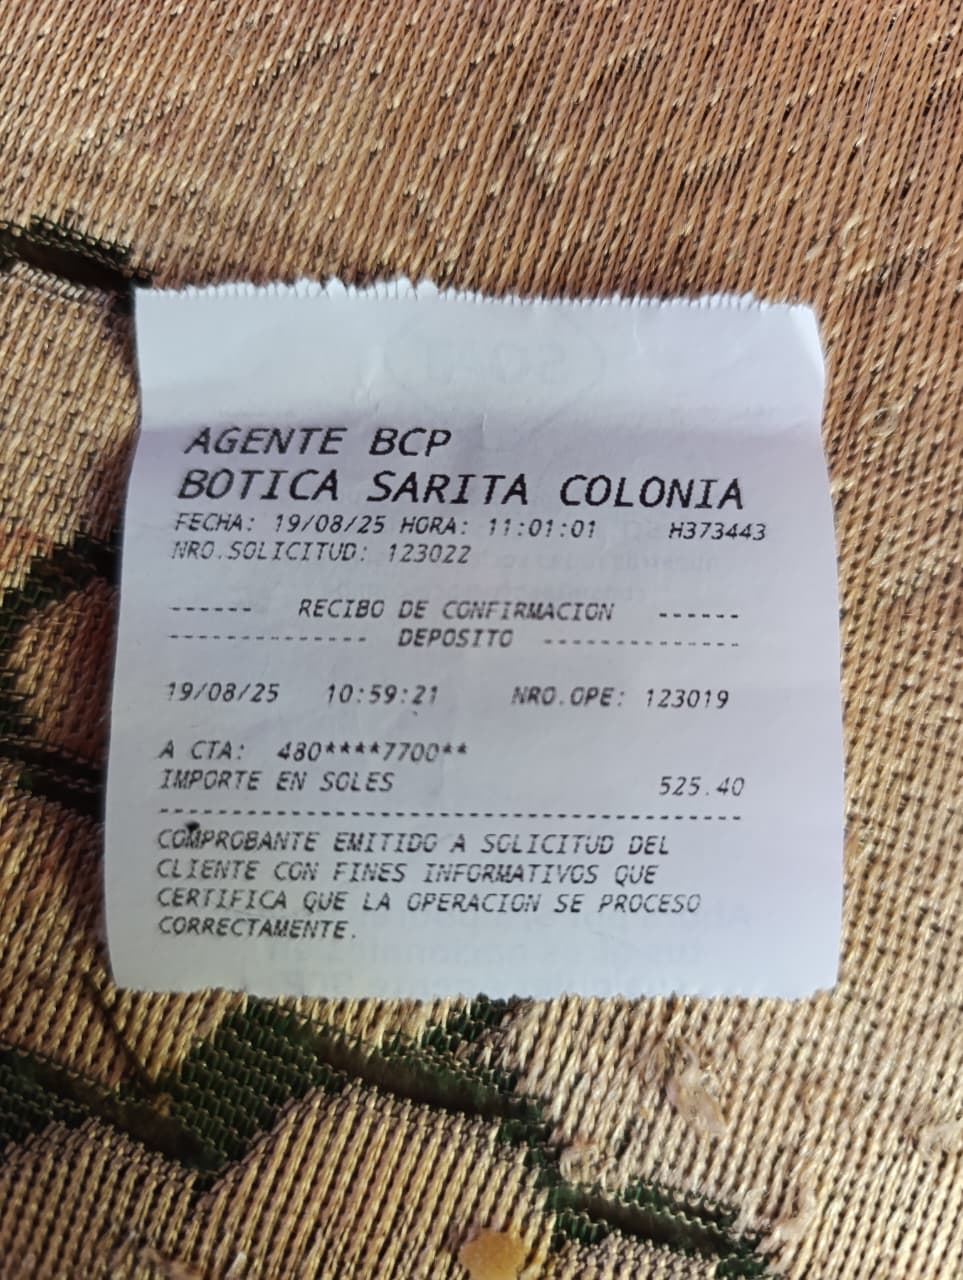 AGENTE BCP
BOTICA SARITA COLONIA
FECHA: 19/08/25 HORA: 11:01:01 H373443
NRO.SOLICITUD: 123022
------ RECIBO DE CONFIRMACION ------
-------------- DEPOSITO --------------
19/08/25 10:59:21 NRO.OPE: 123019
A CTA: 480****7700**
IMPORTE EN SOLES 525.40
------------------------------------------
COMPROBANTE EMITIDO A SOLICITUD DEL
CLIENTE CON FINES INFORMATIVOS QUE
CERTIFICA QUE LA OPERACION SE PROCESO
CORRECTAMENTE.